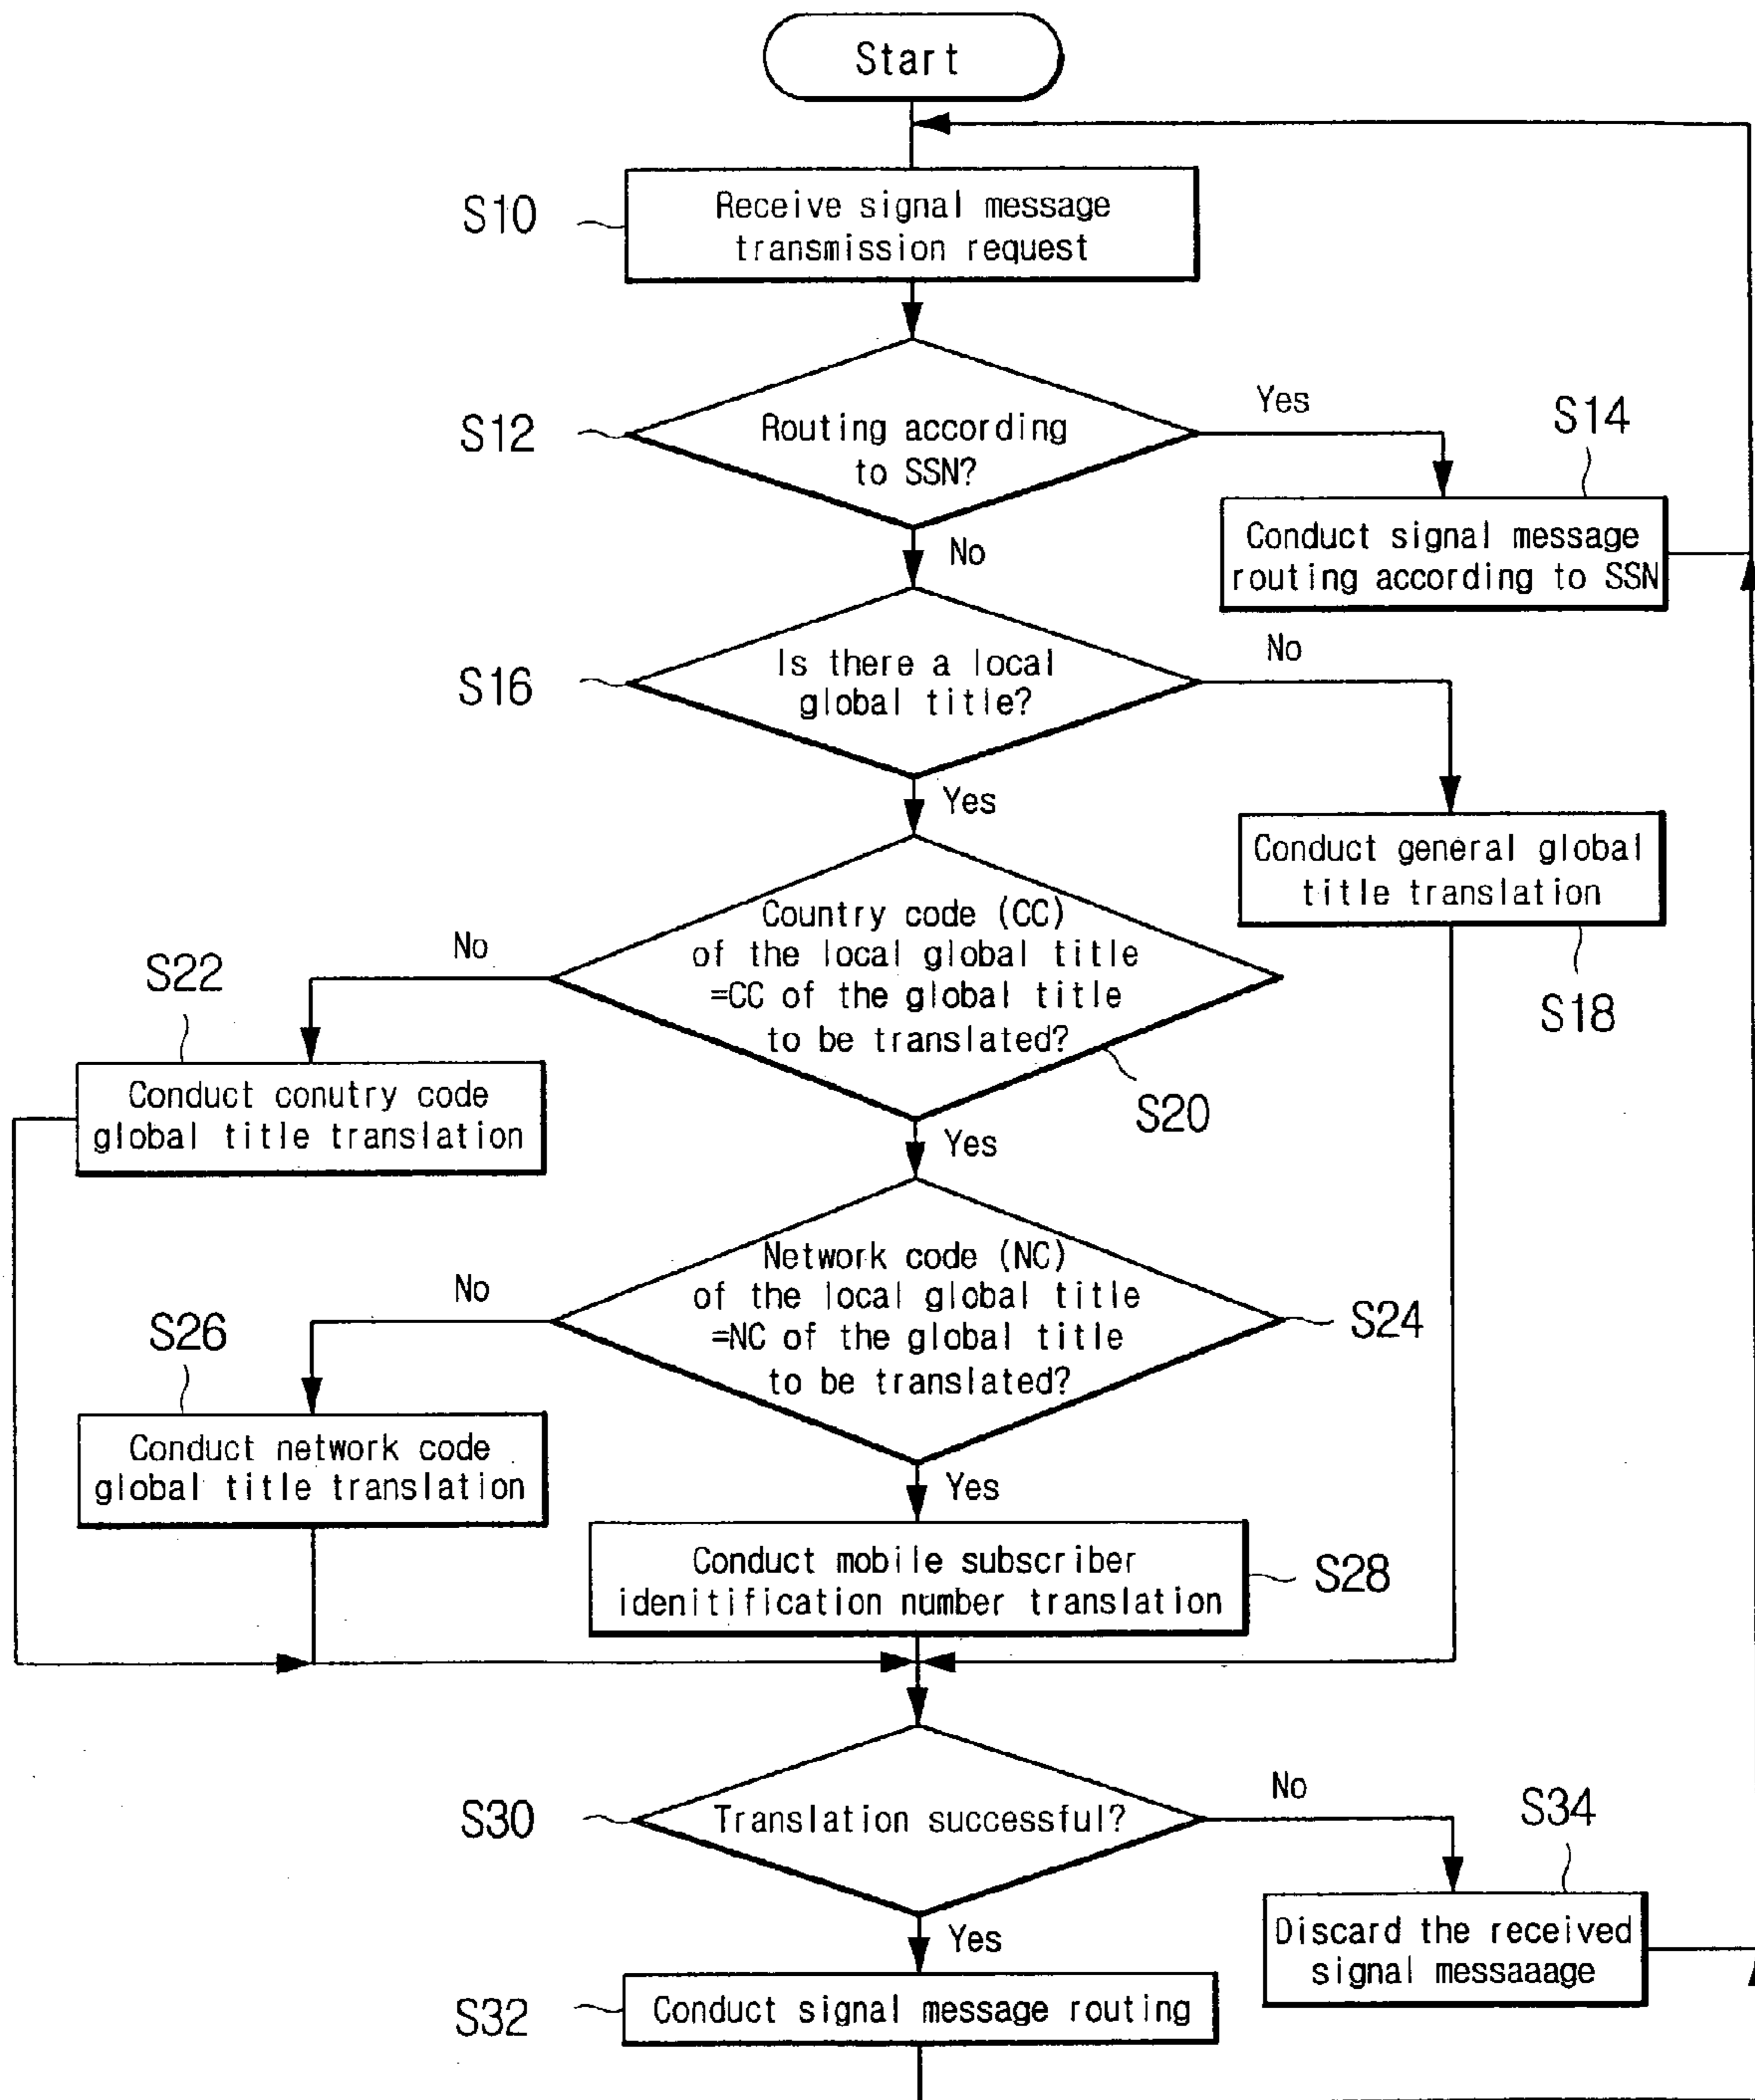 Start
S10
Receive signal message
transmission request
S12
Routing according
to SSN?
Yes
S14
Conduct signal message
routing according to SSN
No
S16
Is there a local
global title?
No
Yes
Conduct general global
title translation
S18
Country code (CC)
of the local global title
=CC of the global title
to be translated?
No
S22
Conduct conutry code
global title translation
S20
Yes
Network code (NC)
of the local global title
=NC of the global title
to be translated?
No
S24
S26
Conduct network code
global title translation
Yes
Conduct mobile subscriber
idenitification number translation
S28
S30
Translation successful?
No
S34
Discard the received
signal messaaage
Yes
S32
Conduct signal message routing